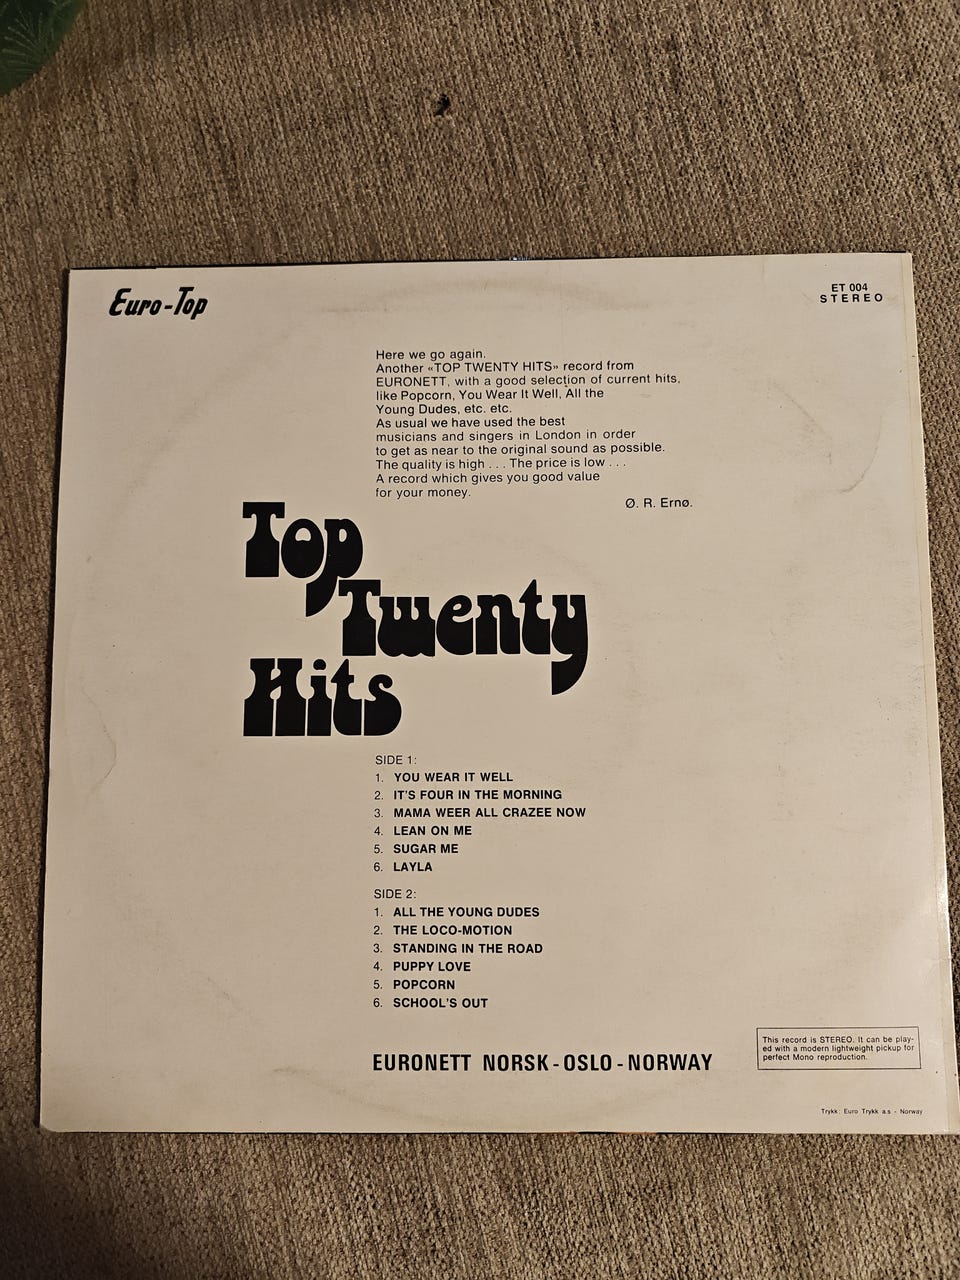 Euro-Top
ET 004
STEREO
Here we go again.
Another «TOP TWENTY HITS» record from
EURONETT, with a good selection of current hits,
like Popcorn, You Wear It Well, All the
Young Dudes, etc. etc.
As usual we have used the best
musicians and singers in London in order
to get as near to the original sound as possible.
The quality is high . . . The price is low . . .
A record which gives you good value
for your money.
Ø. R. Ernø.
Top
Twenty
Hits
SIDE 1:
1. YOU WEAR IT WELL
2. IT'S FOUR IN THE MORNING
3. MAMA WEER ALL CRAZEE NOW
4. LEAN ON ME
5. SUGAR ME
6. LAYLA
SIDE 2:
1. ALL THE YOUNG DUDES
2. THE LOCO-MOTION
3. STANDING IN THE ROAD
4. PUPPY LOVE
5. POPCORN
6. SCHOOL'S OUT
EURONETT NORSK - OSLO - NORWAY
This record is STEREO. It can be play-
ed with a modern lightweight pickup for
perfect Mono reproduction.
Trykk: Euro Trykk a.s - Norway